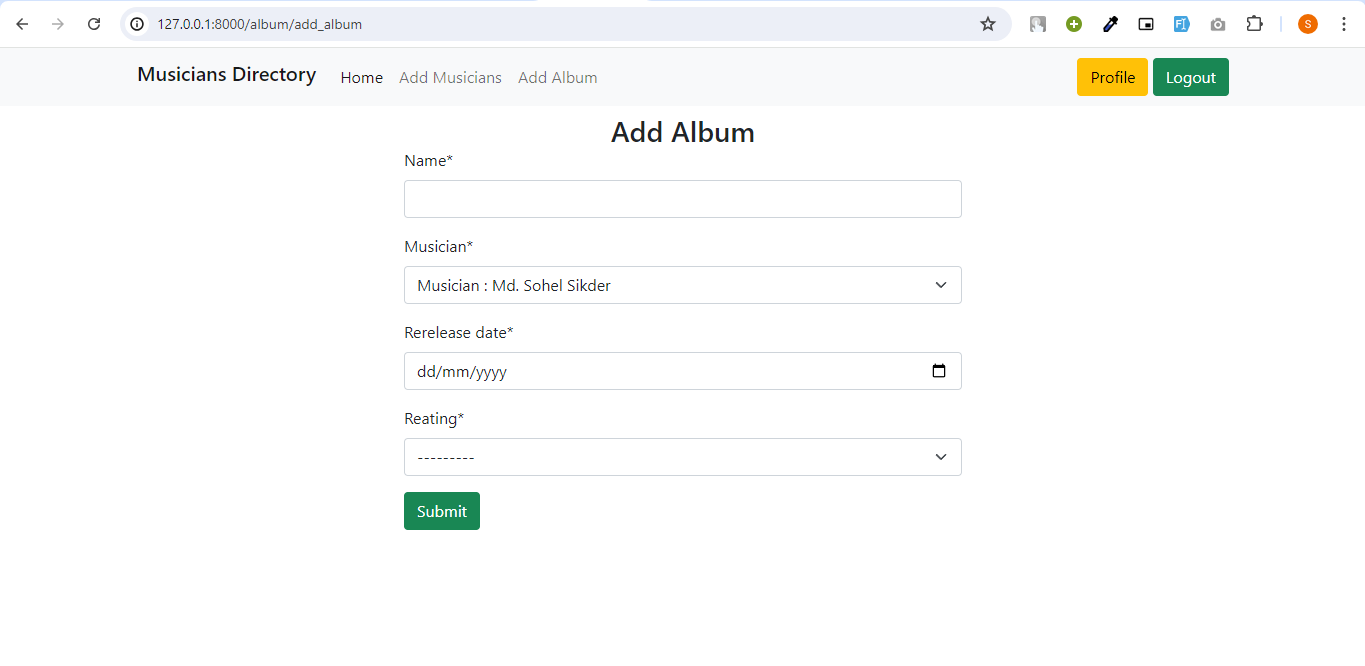 127.0.0.1:8000/album/add_album
S
Musicians Directory Home Add Musicians Add Album Profile Logout
Add Album
Name*
Musician*
Musician : Md. Sohel Sikder
Rerelease date*
dd/mm/yyyy
Reating*
---------
Submit